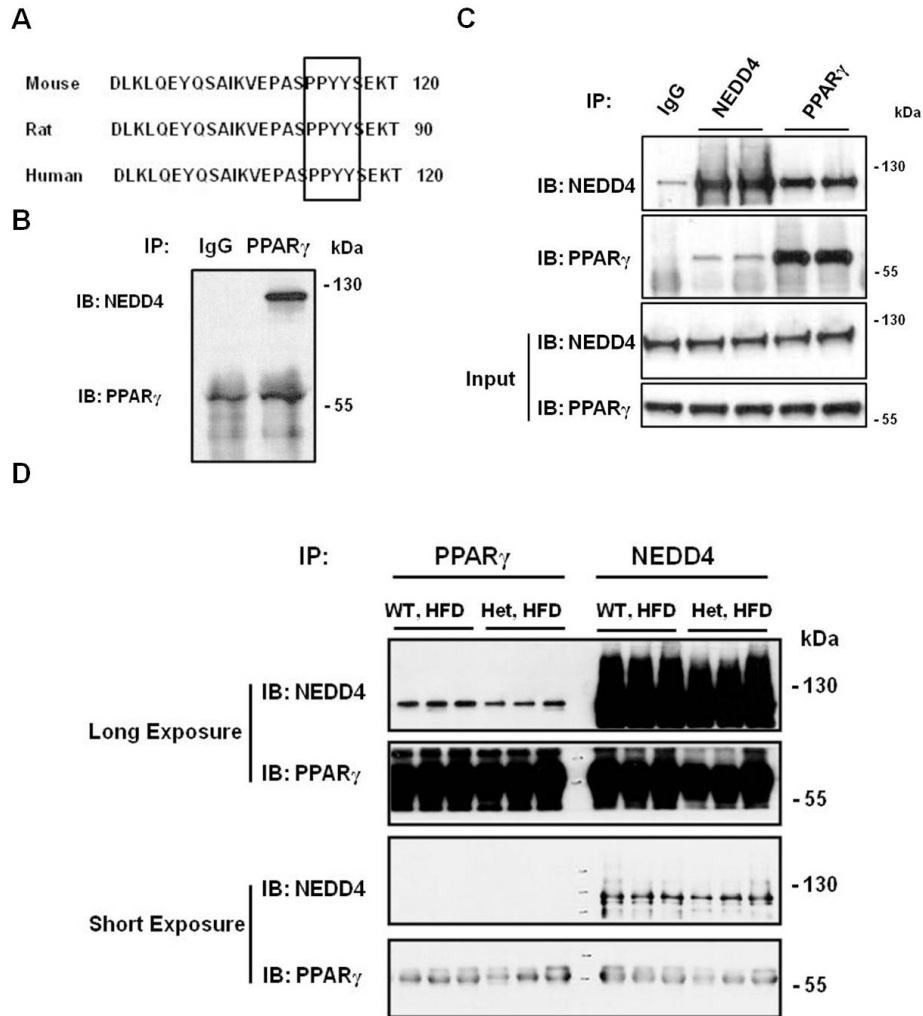 A
Mouse DLKLQEYQSAIKVEPASPPYYSEKT 120
Rat DLKLQEYQSAIKVEPASPPYYSEKT 90
Human DLKLQEYQSAIKVEPASPPYYSEKT 120
B
IP: IgG PPARγ kDa
IB: NEDD4 - 130
IB: PPARγ - 55
C
IP: IgG NEDD4 PPARγ kDa
IB: NEDD4 - 130
IB: PPARγ - 55
Input
IB: NEDD4 - 130
IB: PPARγ - 55
D
IP: PPARγ NEDD4
WT, HFD Het, HFD WT, HFD Het, HFD kDa
Long Exposure
IB: NEDD4 - 130
IB: PPARγ - 55
Short Exposure
IB: NEDD4 - 130
IB: PPARγ - 55